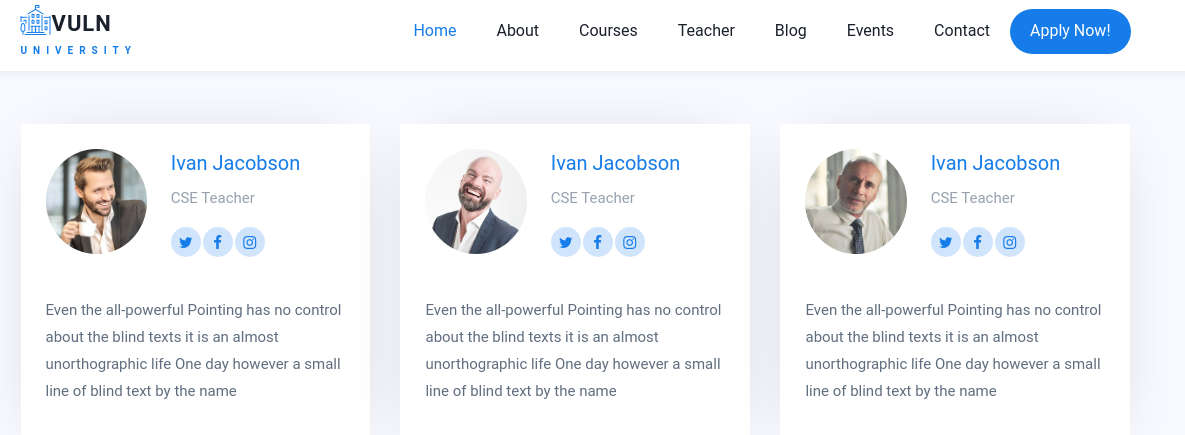 VULN
UNIVERSITY
Home About Courses Teacher Blog Events Contact Apply Now!
Ivan Jacobson
CSE Teacher
Even the all-powerful Pointing has no control
about the blind texts it is an almost
unorthographic life One day however a small
line of blind text by the name
Ivan Jacobson
CSE Teacher
Even the all-powerful Pointing has no control
about the blind texts it is an almost
unorthographic life One day however a small
line of blind text by the name
Ivan Jacobson
CSE Teacher
Even the all-powerful Pointing has no control
about the blind texts it is an almost
unorthographic life One day however a small
line of blind text by the name